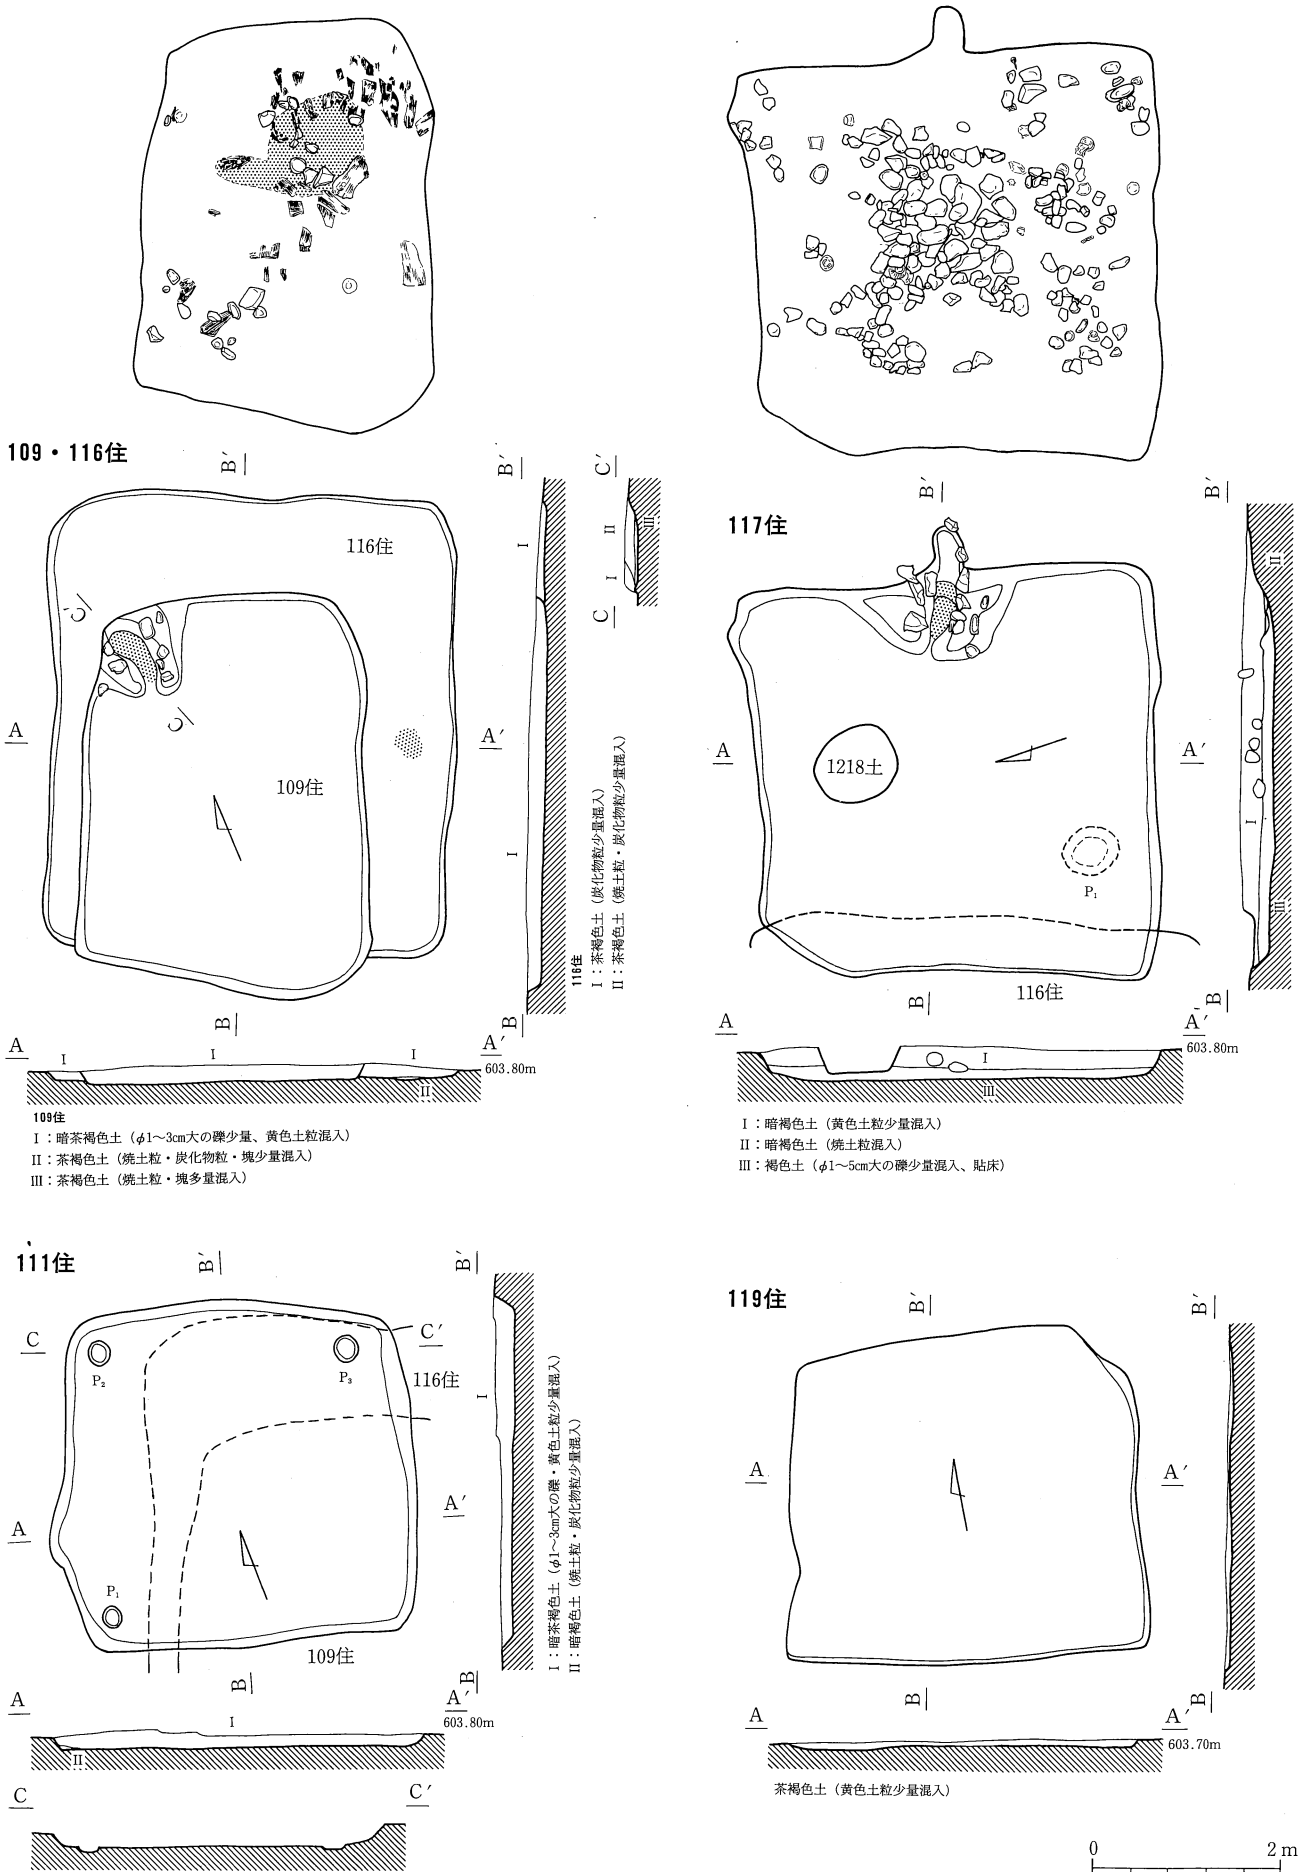 109・116住
B′
B′
C′
116住
I
II
III
I
C
C′
C
A
A′
109住
I
B
B
A
A′
603.80m
I
I
I
II
116住
I：茶褐色土（炭化物粒少量混入）
II：茶褐色土（焼土粒・炭化物粒少量混入）
109住
I：暗茶褐色土（φ1〜3cm大の礫少量、黄色土粒混入）
II：茶褐色土（焼土粒・炭化物粒・塊少量混入）
III：茶褐色土（焼土粒・塊多量混入）
117住
B′
B′
II
A
A′
1218土
I
P₁
III
116住
B
B
A
A′
603.80m
I
III
I：暗褐色土（黄色土粒少量混入）
II：暗褐色土（焼土粒混入）
III：褐色土（φ1〜5cm大の礫少量混入、貼床）
111住
B′
B′
C
C′
P₂
P₃
116住
I
A
A′
P₁
109住
B
B
A
A′
603.80m
I
II
C
C′
I：暗茶褐色土（φ1〜3cm大の礫・黄色土粒少量混入）
II：暗褐色土（焼土粒・炭化物粒少量混入）
119住
B′
B′
A
A′
B
B
A
A′
603.70m
茶褐色土（黄色土粒少量混入）
0
2m